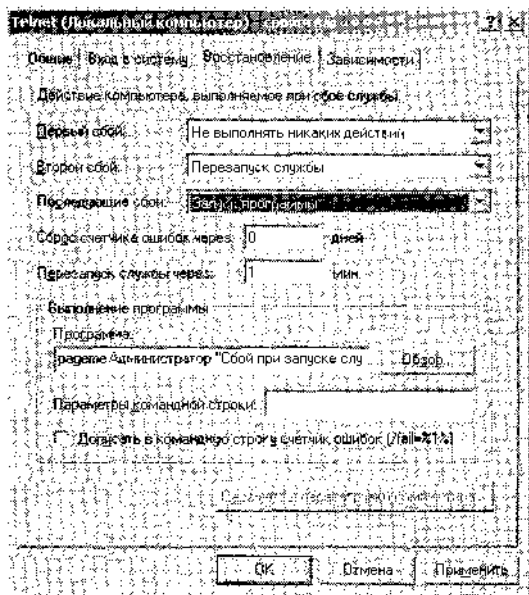 Telnet (Локальный компьютер) - свойства
Общие Вход в систему Восстановление Зависимости
Действие компьютера, выполняемое при сбое службы:
Первый сбой: Не выполнять никаких действий
Второй сбой: Перезапуск службы
Последующие сбои: Запуск программы
Сброс счетчика ошибок через: 0 дней
Перезапуск службы через: 1 мин.
Выполнение программы
Программа:
pageme Администратор "Сбой при запуске слу Обзор...
Параметры командной строки:
Дописать в командную строку счетчик ошибок (/fail=%1%)
OK Отмена Применить